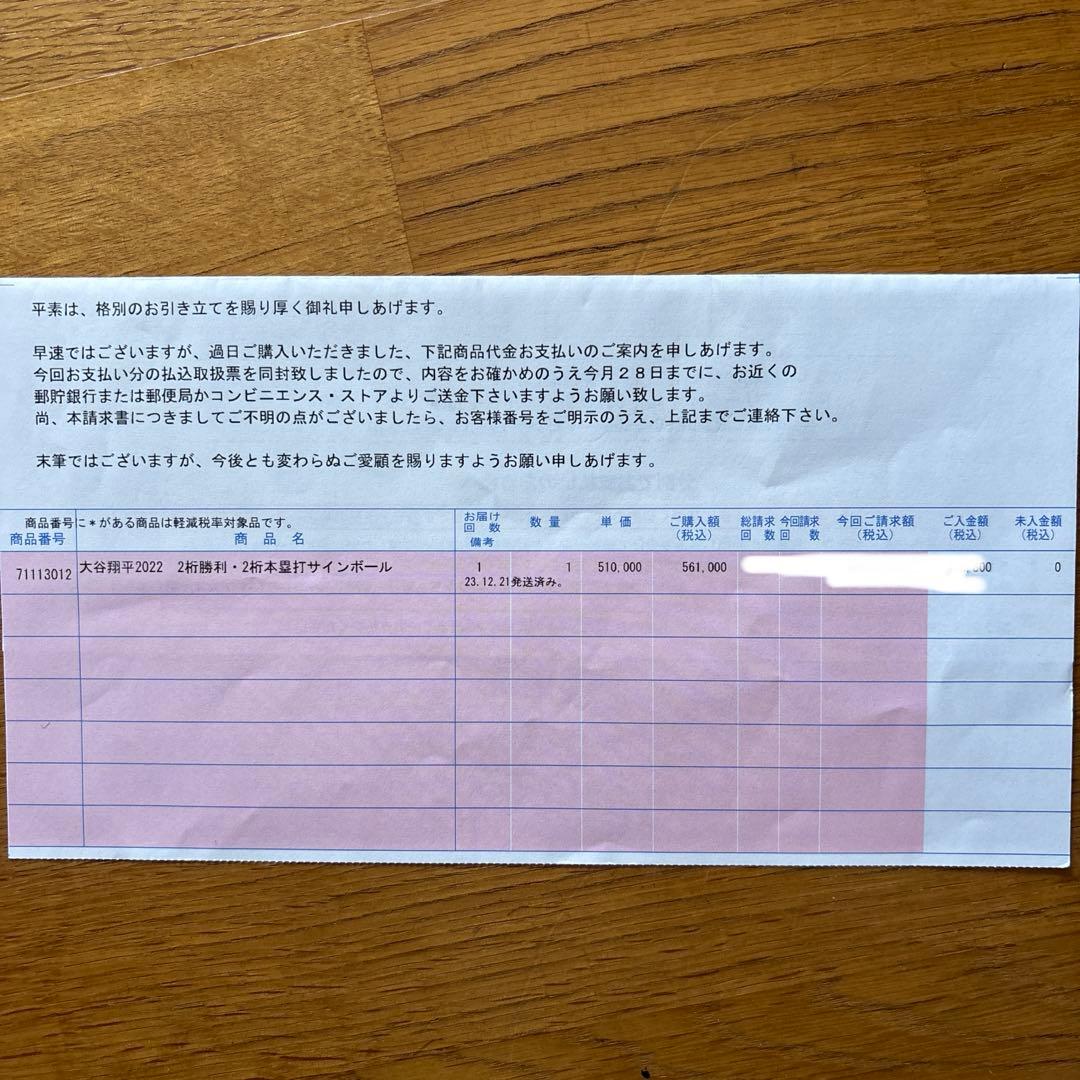 平素は、格別のお引き立てを賜り厚く御礼申しあげます。
早速ではございますが、過日ご購入いただきました、下記商品代金お支払いのご案内を申しあげます。
今回お支払い分の払込取扱票を同封致しましたので、内容をお確かめのうえ今月２８日までに、お近くの
郵貯銀行または郵便局かコンビニエンス・ストアよりご送金下さいますようお願い致します。
尚、本請求書につきましてご不明の点がございましたら、お客様番号をご明示のうえ、上記までご連絡下さい。
末筆ではございますが、今後とも変わらぬご愛顧を賜りますようお願い申しあげます。
商品番号に＊がある商品は軽減税率対象品です。
商品番号 商品名 お届け回数 備考 数量 単価 ご購入額（税込） 総請求回数 今回請求回数 今回ご請求額（税込） ご入金額（税込） 未入金額（税込）
71113012 大谷翔平2022　2桁勝利・2桁本塁打サインボール 1 1 510,000 561,000 0
23.12.21発送済み。